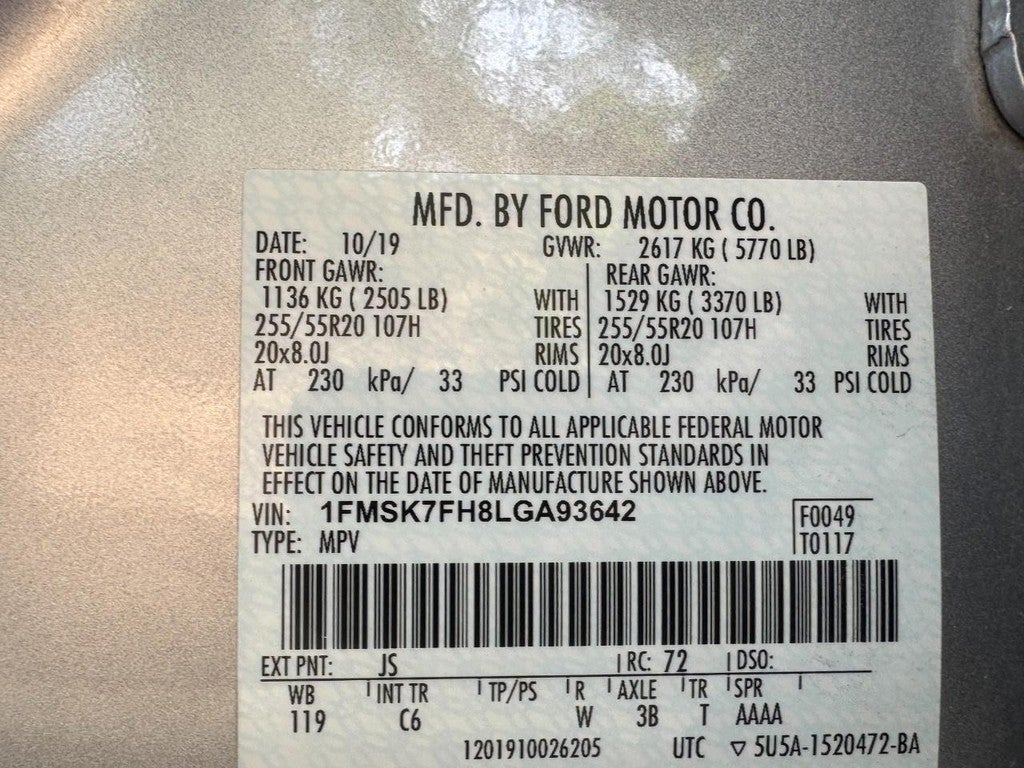 MFD. BY FORD MOTOR CO.
DATE: 10/19 GVWR: 2617 KG ( 5770 LB)
FRONT GAWR: REAR GAWR:
1136 KG ( 2505 LB) WITH 1529 KG ( 3370 LB) WITH
255/55R20 107H TIRES 255/55R20 107H TIRES
20x8.0J RIMS 20x8.0J RIMS
AT 230 kPa/ 33 PSI COLD AT 230 kPa/ 33 PSI COLD
THIS VEHICLE CONFORMS TO ALL APPLICABLE FEDERAL MOTOR
VEHICLE SAFETY AND THEFT PREVENTION STANDARDS IN
EFFECT ON THE DATE OF MANUFACTURE SHOWN ABOVE.
VIN: 1FMSK7FH8LGA93642 F0049
TYPE: MPV T0117
EXT PNT: JS RC: 72 DSO:
WB INT TR TP/PS R AXLE TR SPR
119 C6 W 3B T AAAA
1201910026205 UTC ▽ 5U5A-1520472-BA